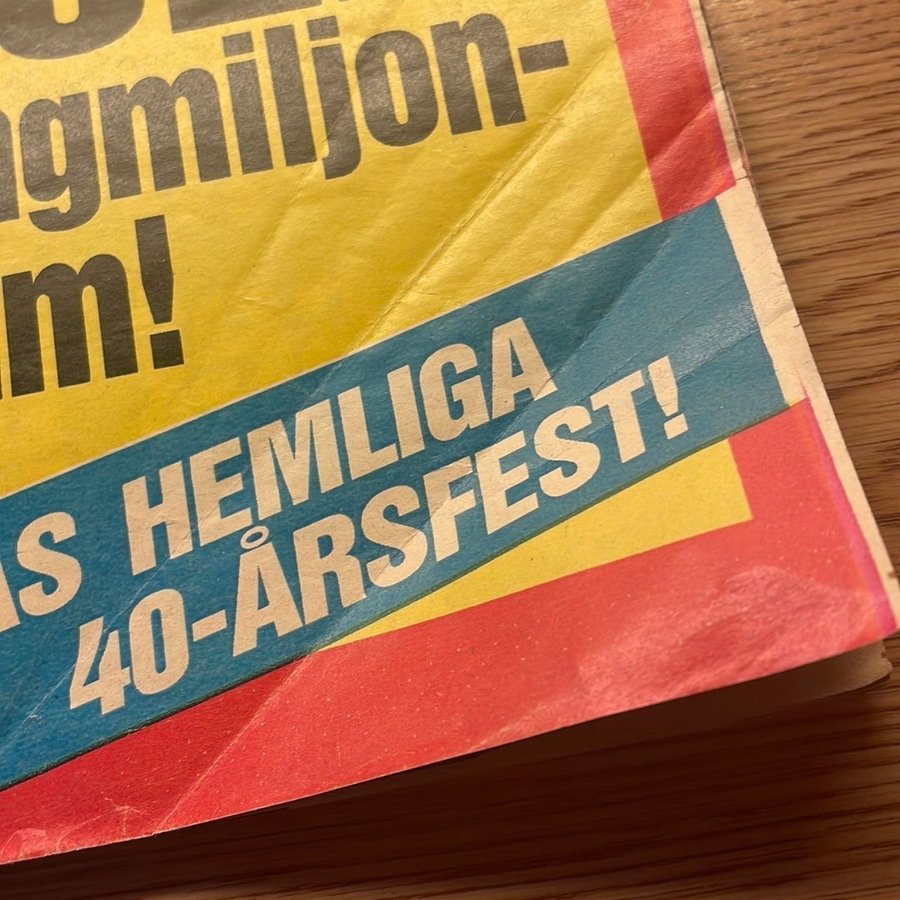 gmiljon-
m!
AS HEMLIGA
40-ÅRSFEST!